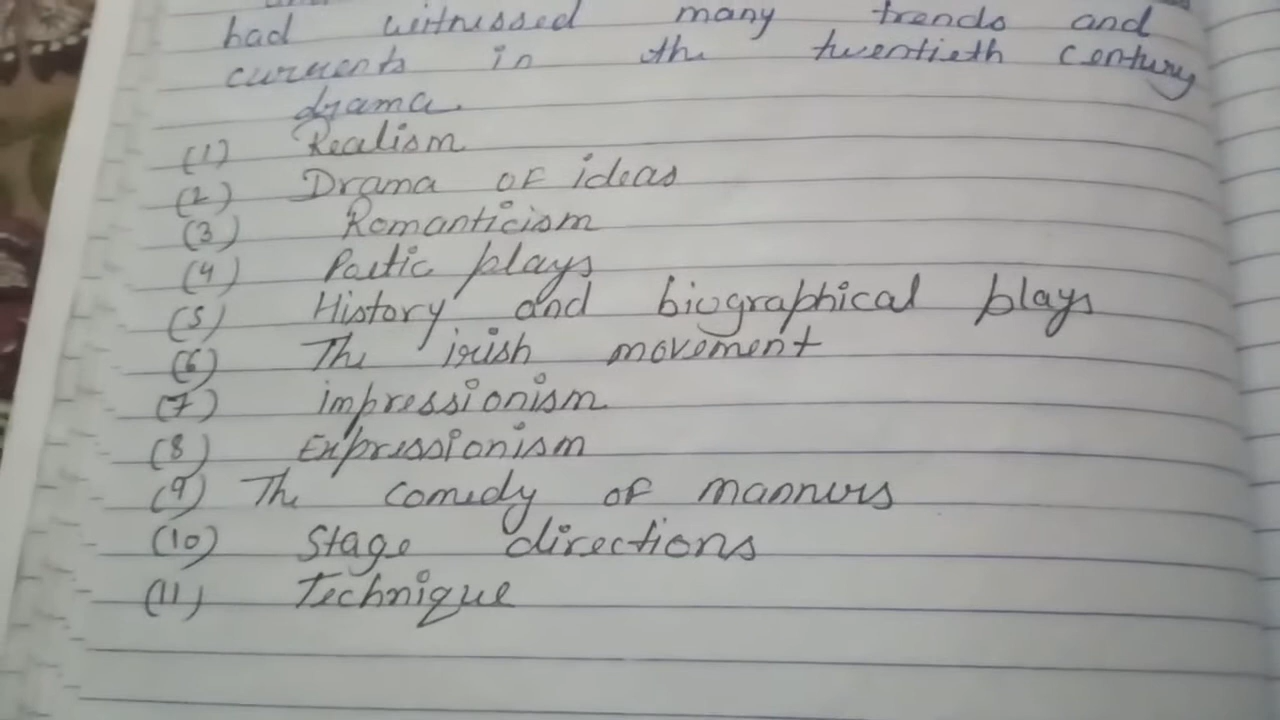 had witnessed many trends and
currents in the twentieth century
drama.
(1) Realism
(2) Drama of ideas
(3) Romanticism
(4) Poetic plays
(5) History and biographical plays
(6) The irish movement
(7) impressionism
(8) Expressionism
(9) The comedy of manners
(10) Stage directions
(11) Technique